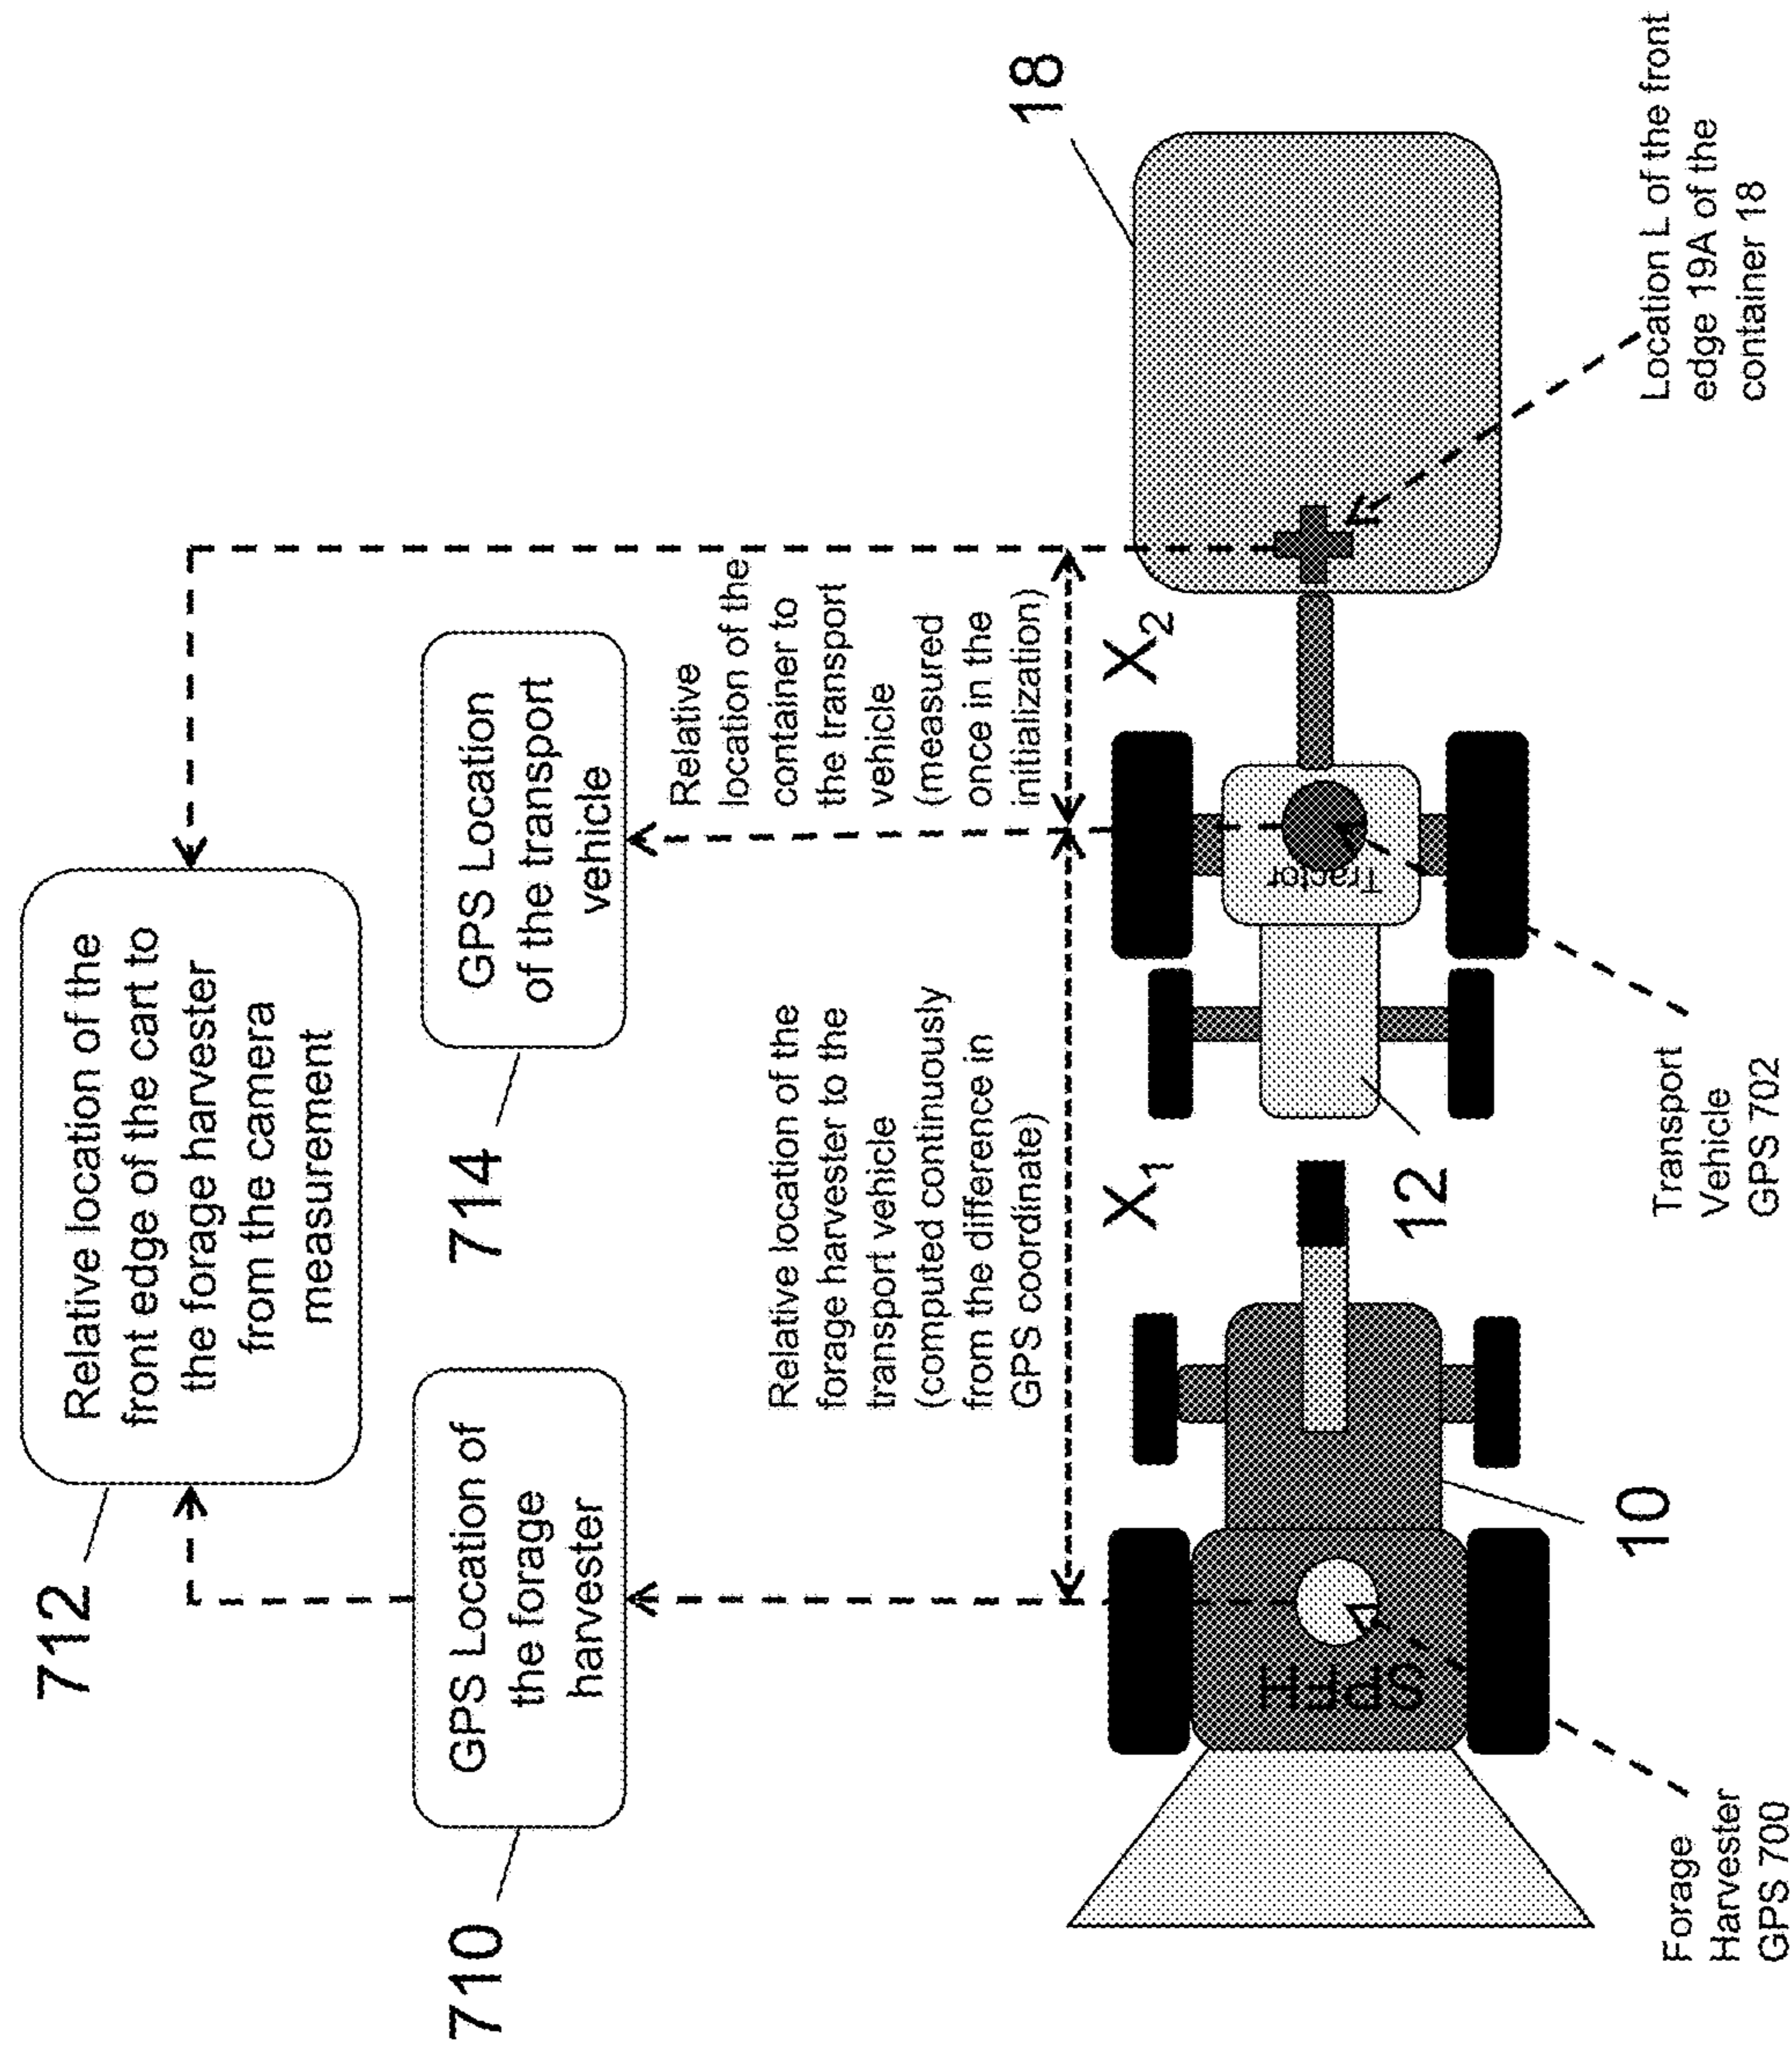 712
Relative location of the
front edge of the cart to
the forage harvester
from the camera
measurement
710
GPS Location of
the forage
harvester
714
GPS Location
of the transport
vehicle
Relative location of the
forage harvester to the
transport vehicle
(computed continuously
from the difference in
GPS coordinate)
Relative
location of the
container to
the transport
vehicle
(measured
once in the
initialization)
X1
X2
18
SPFH
Tractor
10
12
Forage
Harvester
GPS 700
Transport
Vehicle
GPS 702
Location L of the front
edge 19A of the
container 18